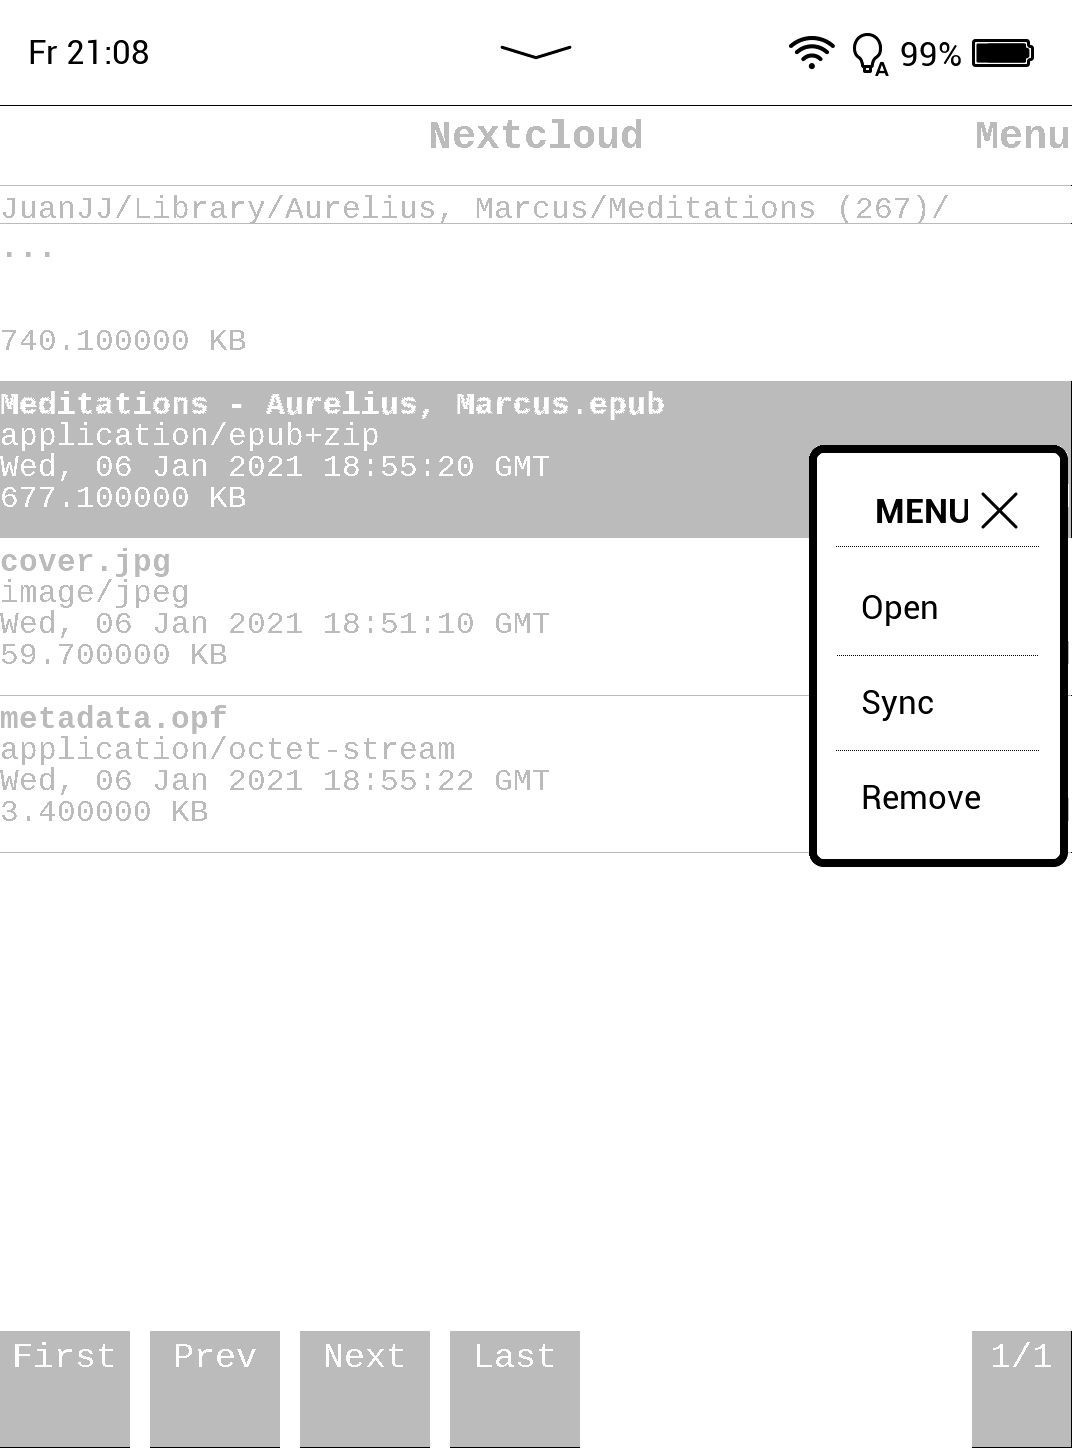 Fr 21:08
99%
Nextcloud
Menu
JuanJJ/Library/Aurelius, Marcus/Meditations (267)/
...
740.100000 KB
Meditations - Aurelius, Marcus.epub
application/epub+zip
Wed, 06 Jan 2021 18:55:20 GMT
677.100000 KB
cover.jpg
image/jpeg
Wed, 06 Jan 2021 18:51:10 GMT
59.700000 KB
metadata.opf
application/octet-stream
Wed, 06 Jan 2021 18:55:22 GMT
3.400000 KB
MENU
Open
Sync
Remove
First
Prev
Next
Last
1/1